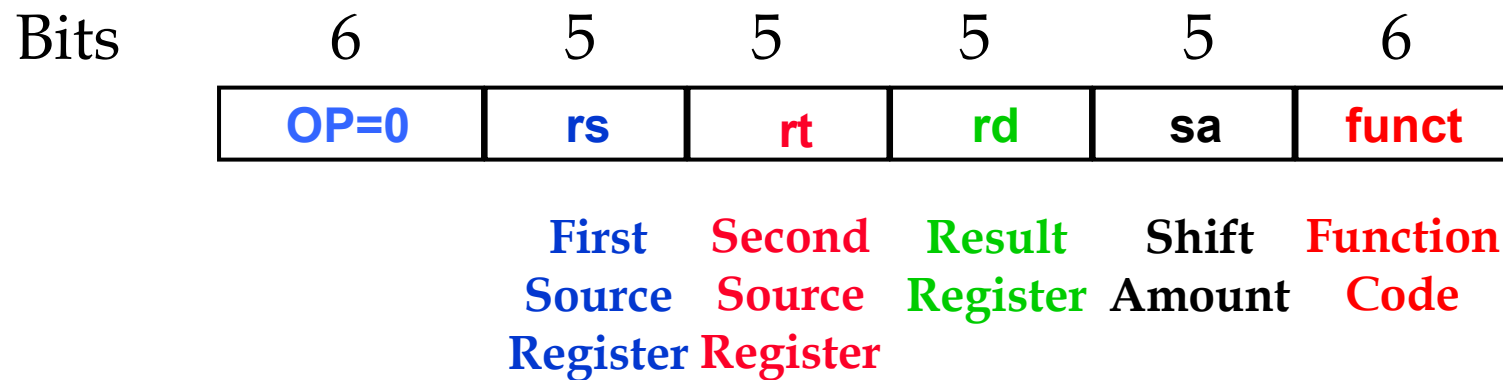 Bits 6 5 5 5 5 6
OP=0 rs rt rd sa funct
First Second Result Shift Function
Source Source Register Amount Code
Register Register